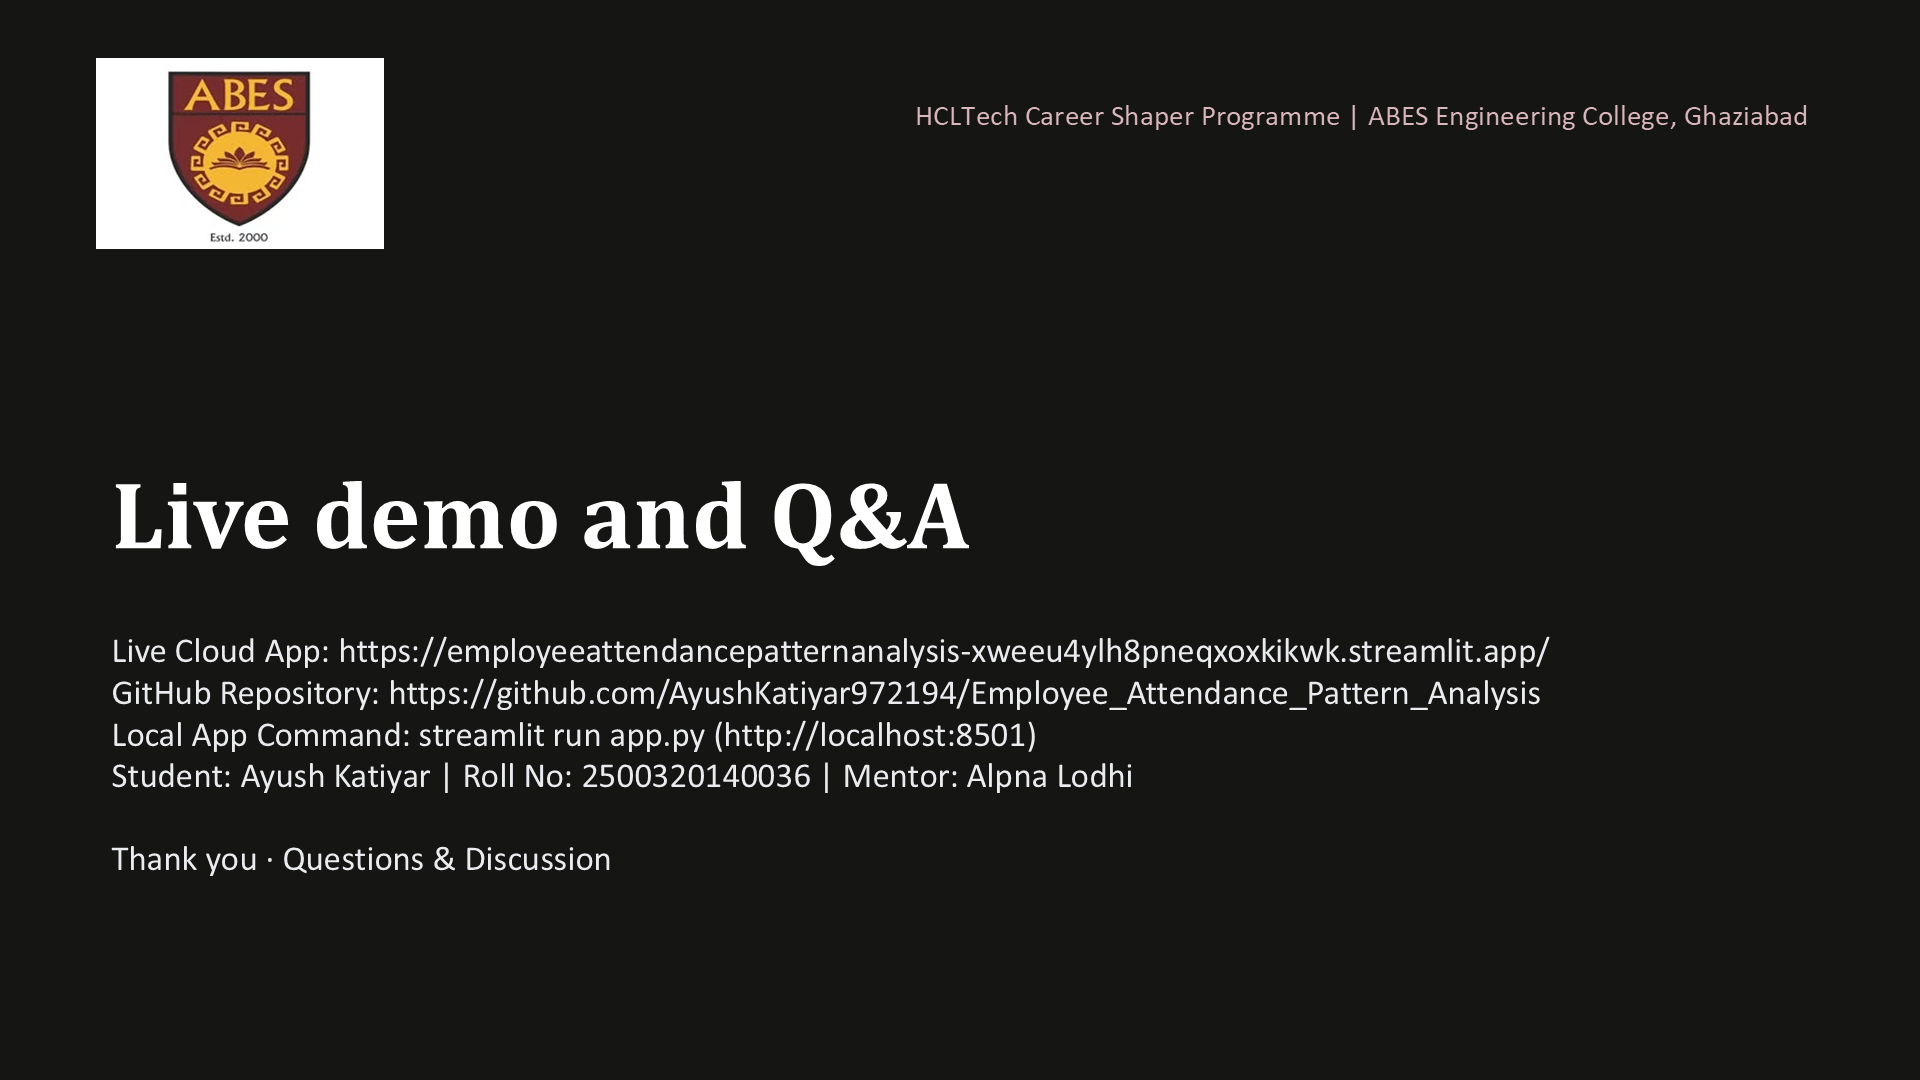 ABES
Estd. 2000
HCLTech Career Shaper Programme | ABES Engineering College, Ghaziabad
Live demo and Q&A
Live Cloud App: https://employeeattendancepatternanalysis-xweeu4ylh8pneqxoxkikwk.streamlit.app/
GitHub Repository: https://github.com/AyushKatiyar972194/Employee_Attendance_Pattern_Analysis
Local App Command: streamlit run app.py (http://localhost:8501)
Student: Ayush Katiyar | Roll No: 2500320140036 | Mentor: Alpna Lodhi
Thank you · Questions & Discussion